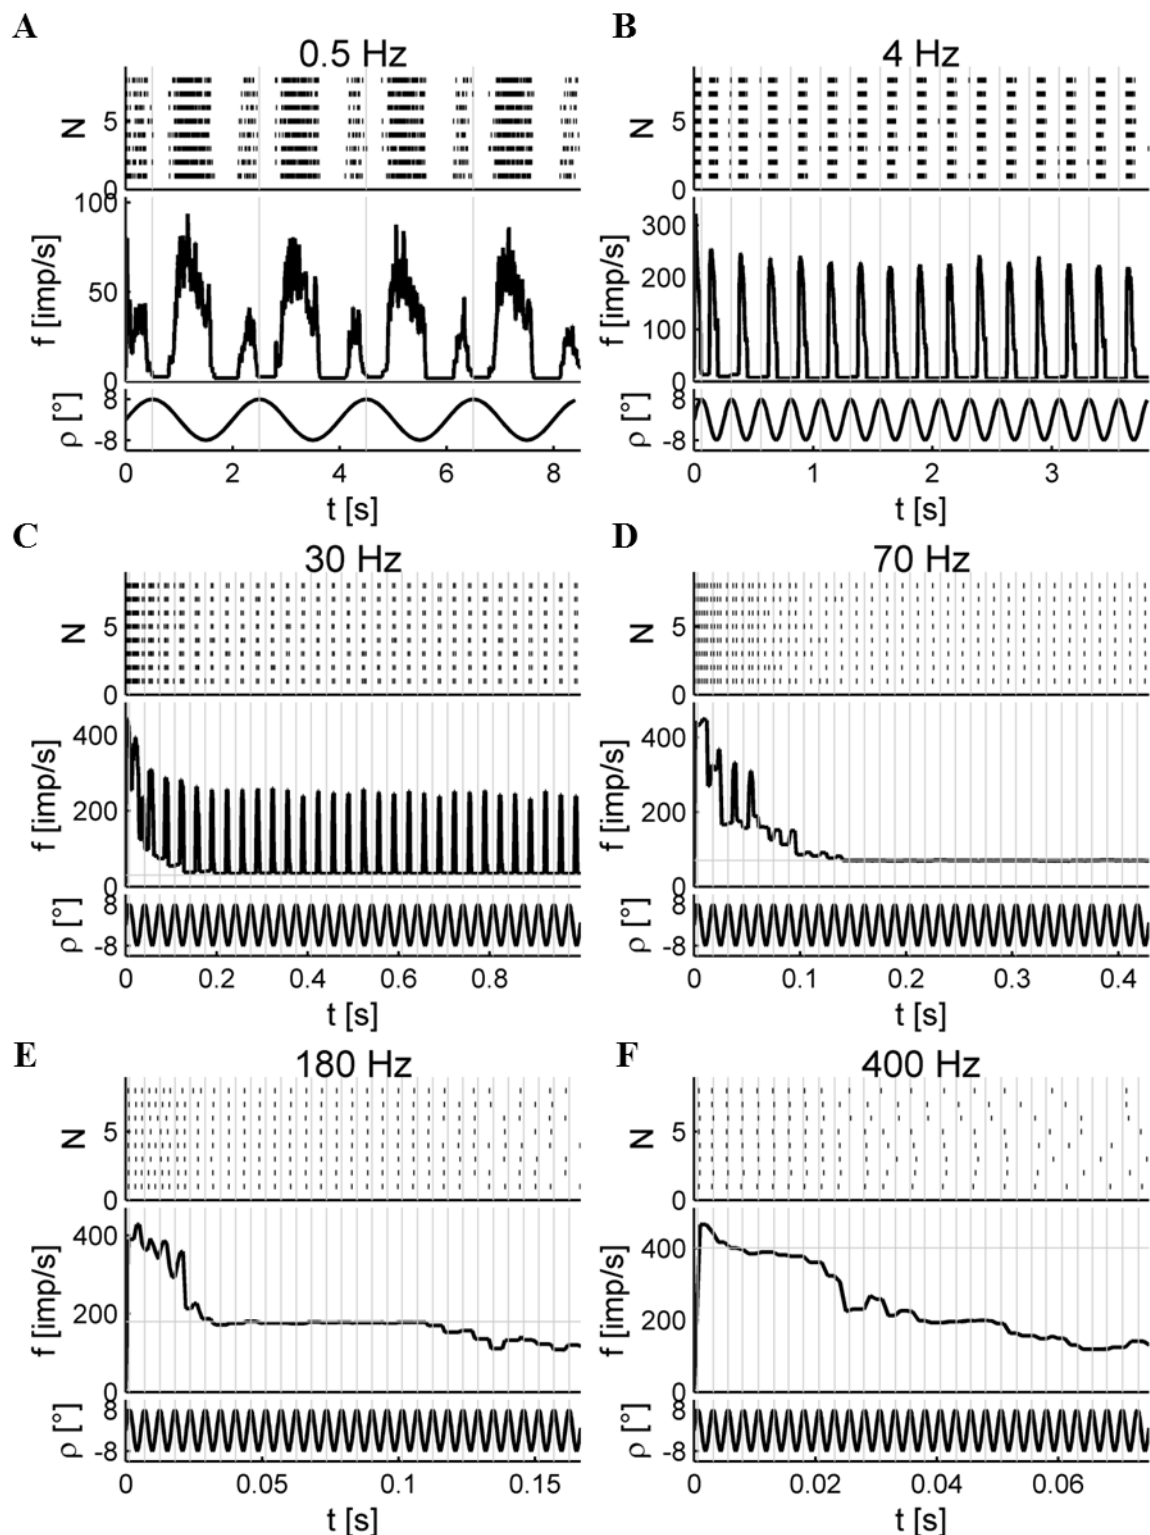 A
0.5 Hz
N
5
0
f [imp/s]
100
50
0
ρ [°]
8
-8
0 2 4 6 8
t [s]
B
4 Hz
N
5
0
f [imp/s]
300
200
100
0
ρ [°]
8
-8
0 1 2 3
t [s]
C
30 Hz
N
5
0
f [imp/s]
400
200
0
ρ [°]
8
-8
0 0.2 0.4 0.6 0.8
t [s]
D
70 Hz
N
5
0
f [imp/s]
400
200
0
ρ [°]
8
-8
0 0.1 0.2 0.3 0.4
t [s]
E
180 Hz
N
5
0
f [imp/s]
400
200
0
ρ [°]
8
-8
0 0.05 0.1 0.15
t [s]
F
400 Hz
N
5
0
f [imp/s]
400
200
0
ρ [°]
8
-8
0 0.02 0.04 0.06
t [s]